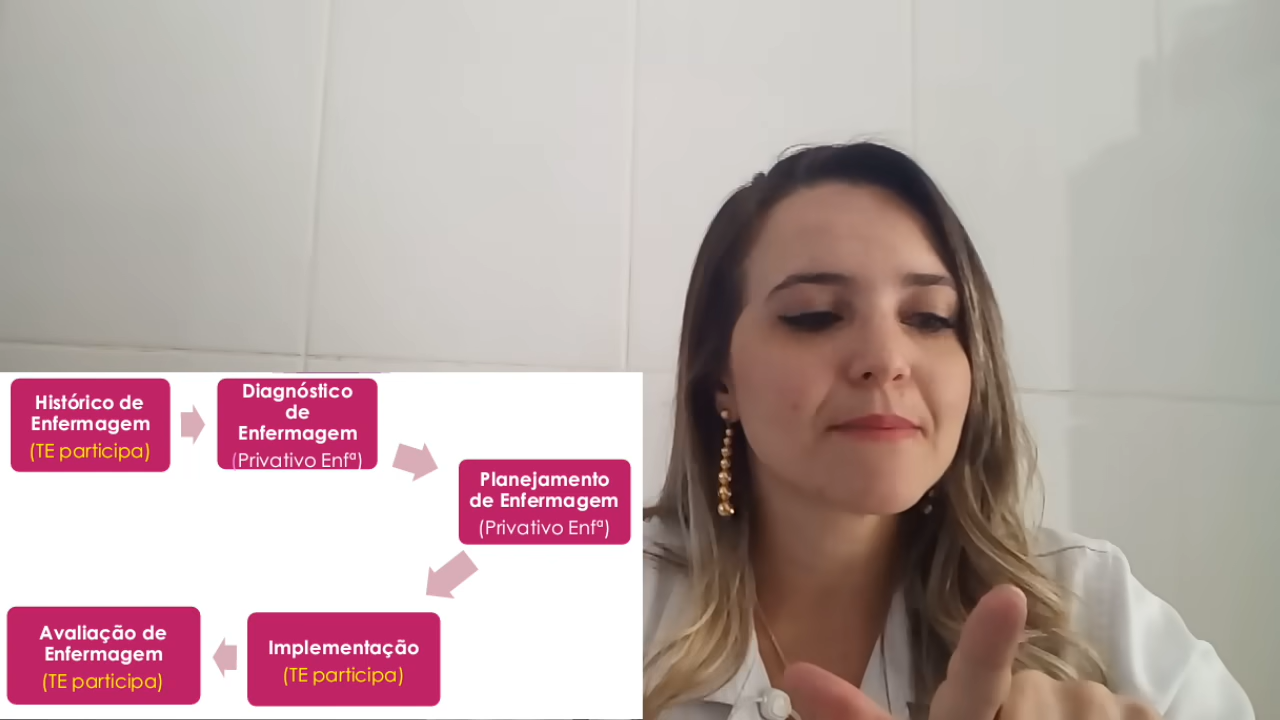 Histórico de
Enfermagem
(TE participa)
Diagnóstico
de
Enfermagem
(Privativo Enfª)
Planejamento
de Enfermagem
(Privativo Enfª)
Implementação
(TE participa)
Avaliação de
Enfermagem
(TE participa)